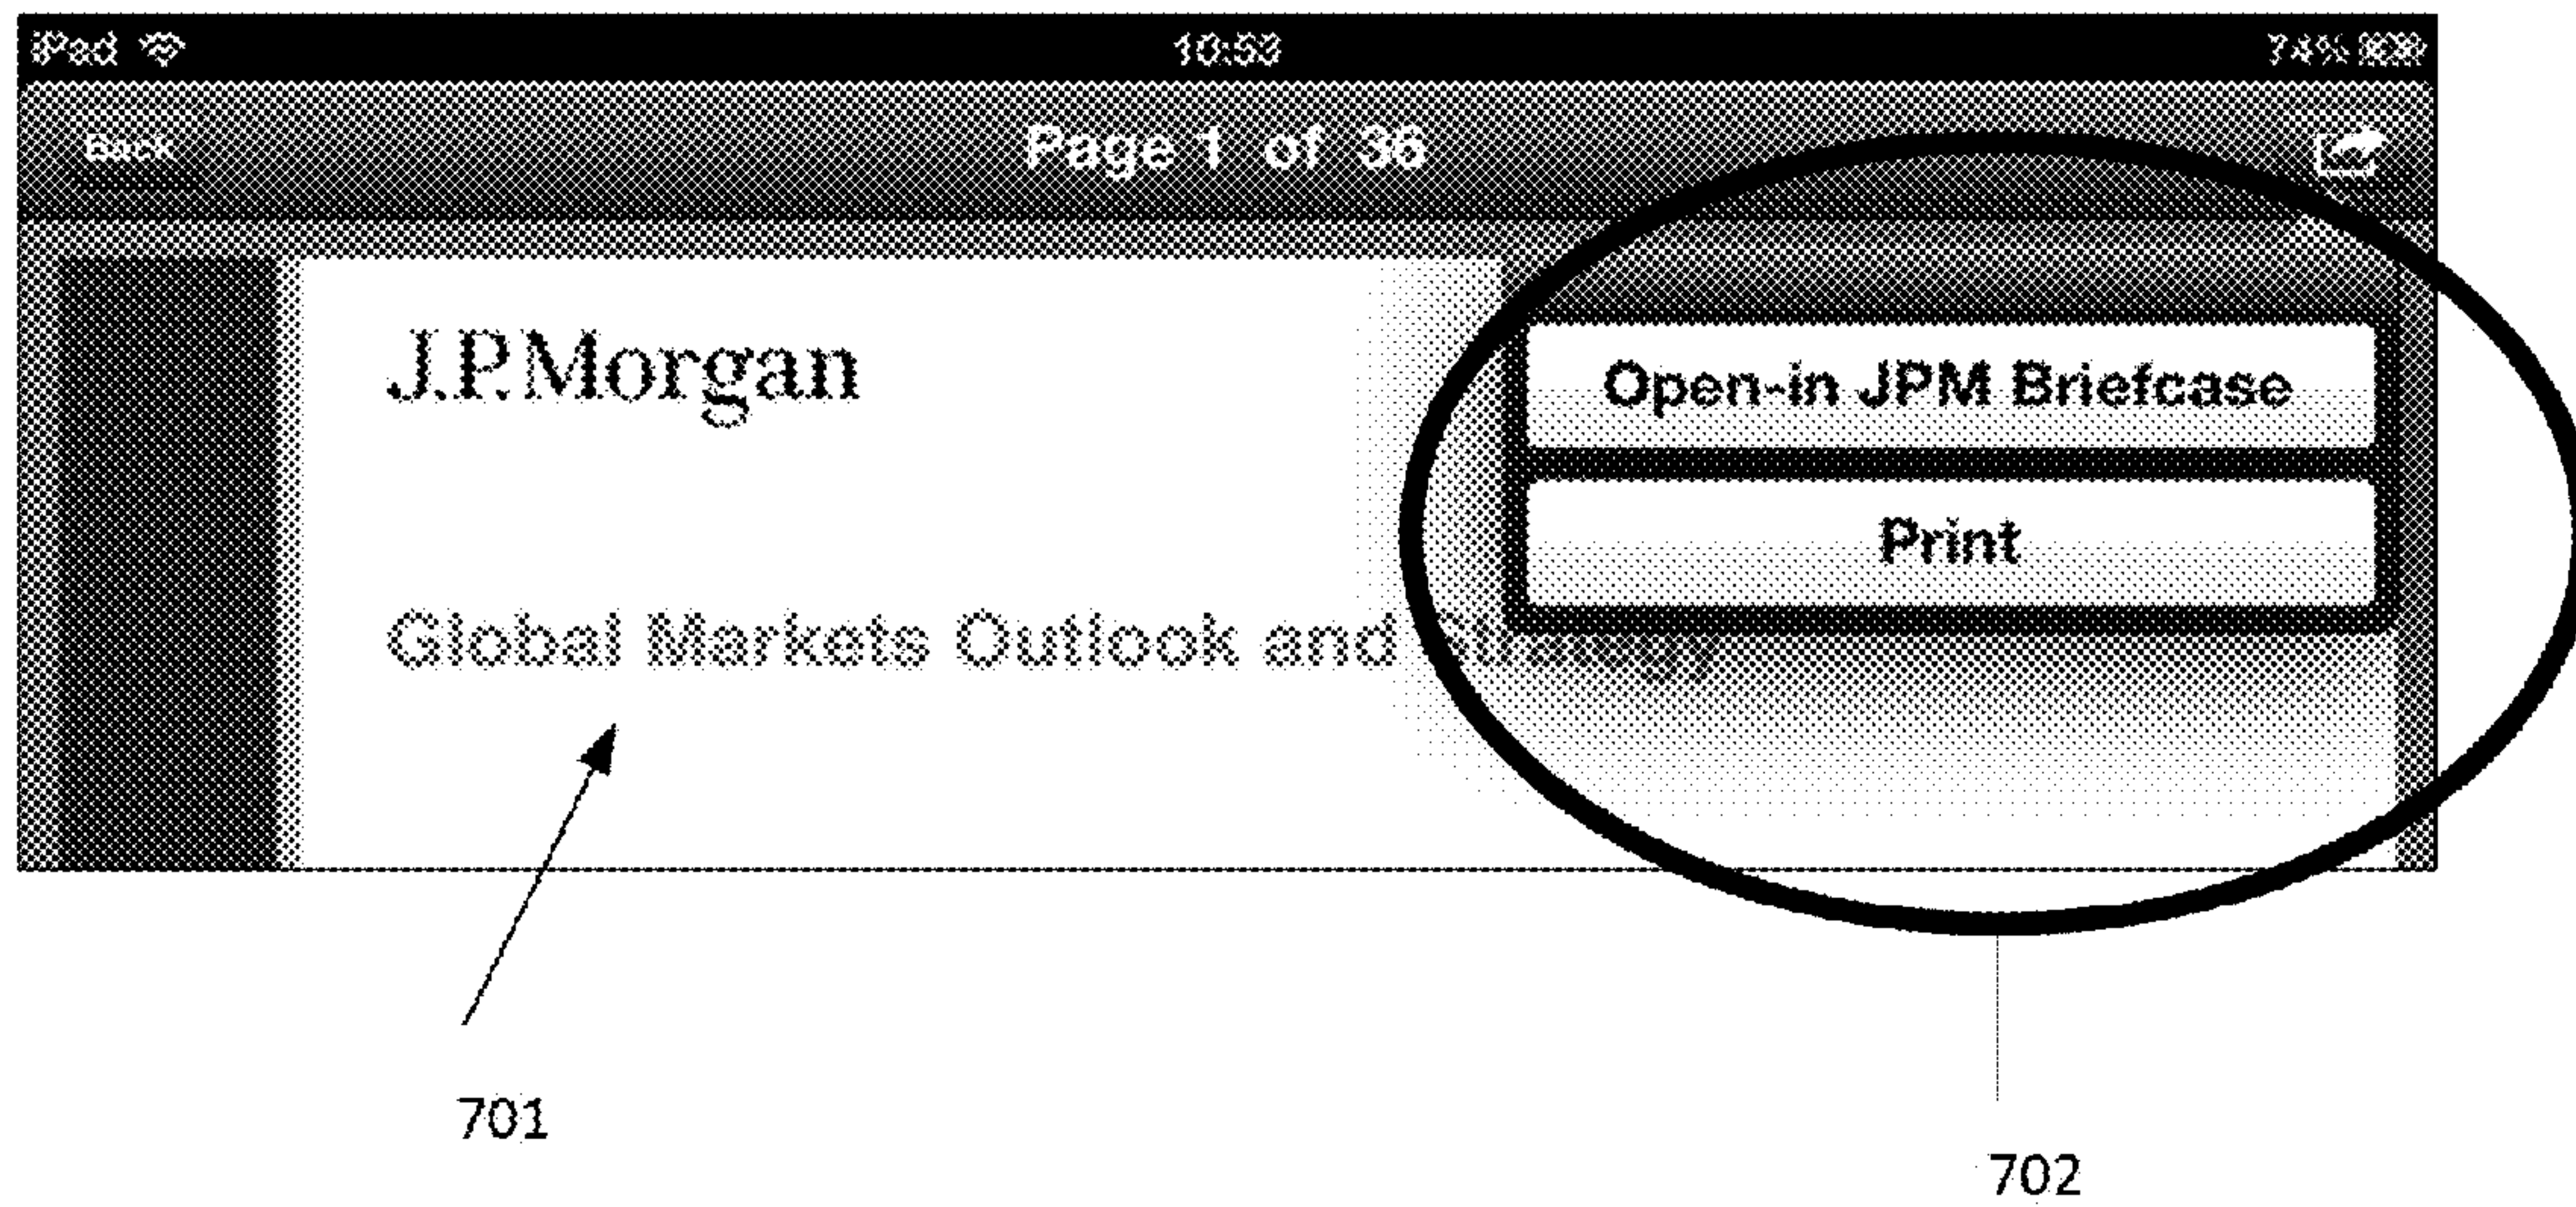 iPad 10:53 74%
Back Page 1 of 36
J.P.Morgan
Open-in JPM Briefcase
Print
Global Markets Outlook and Strategy
701
702